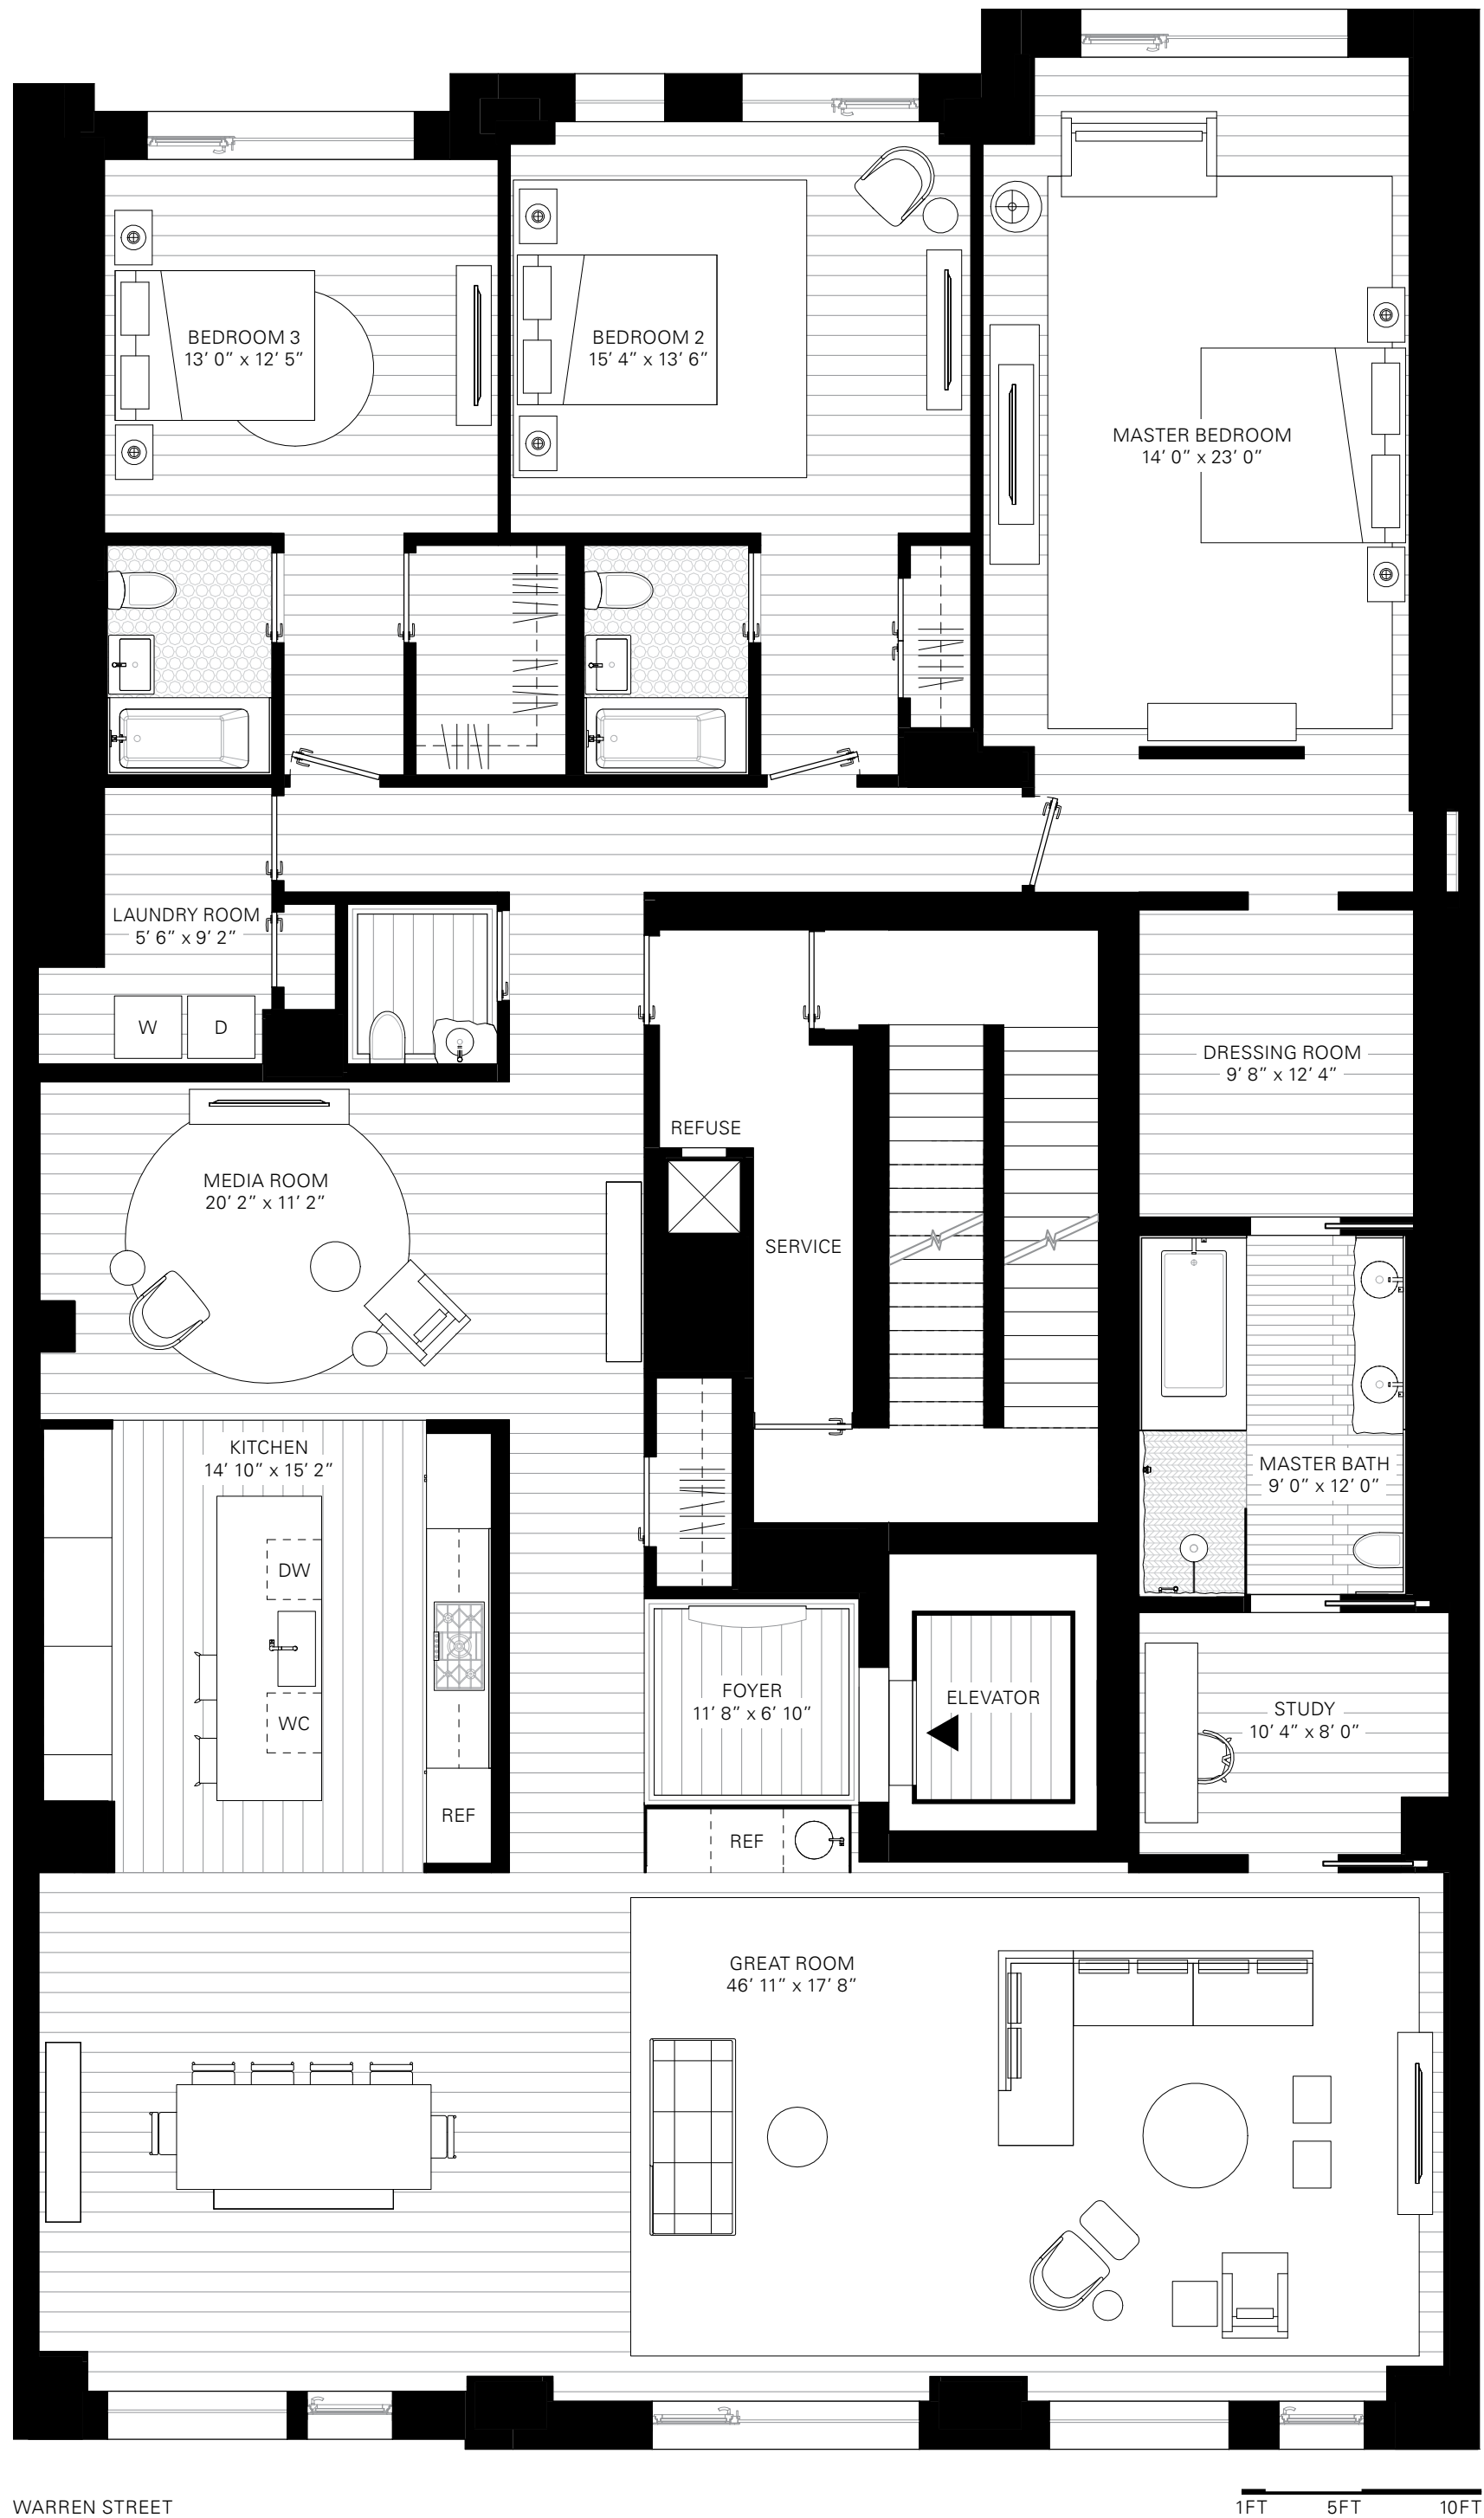 BEDROOM 3
13’ 0” x 12’ 5”
BEDROOM 2
15’ 4” x 13’ 6”
MASTER BEDROOM
14’ 0” x 23’ 0”
LAUNDRY ROOM
5’ 6” x 9’ 2”
W
D
DRESSING ROOM
9’ 8” x 12’ 4”
REFUSE
MEDIA ROOM
20’ 2” x 11’ 2”
SERVICE
KITCHEN
14’ 10” x 15’ 2”
MASTER BATH
9’ 0” x 12’ 0”
DW
WC
REF
FOYER
11’ 8” x 6’ 10”
ELEVATOR
STUDY
10’ 4” x 8’ 0”
REF
GREAT ROOM
46’ 11” x 17’ 8”
WARREN STREET
1FT 5FT 10FT